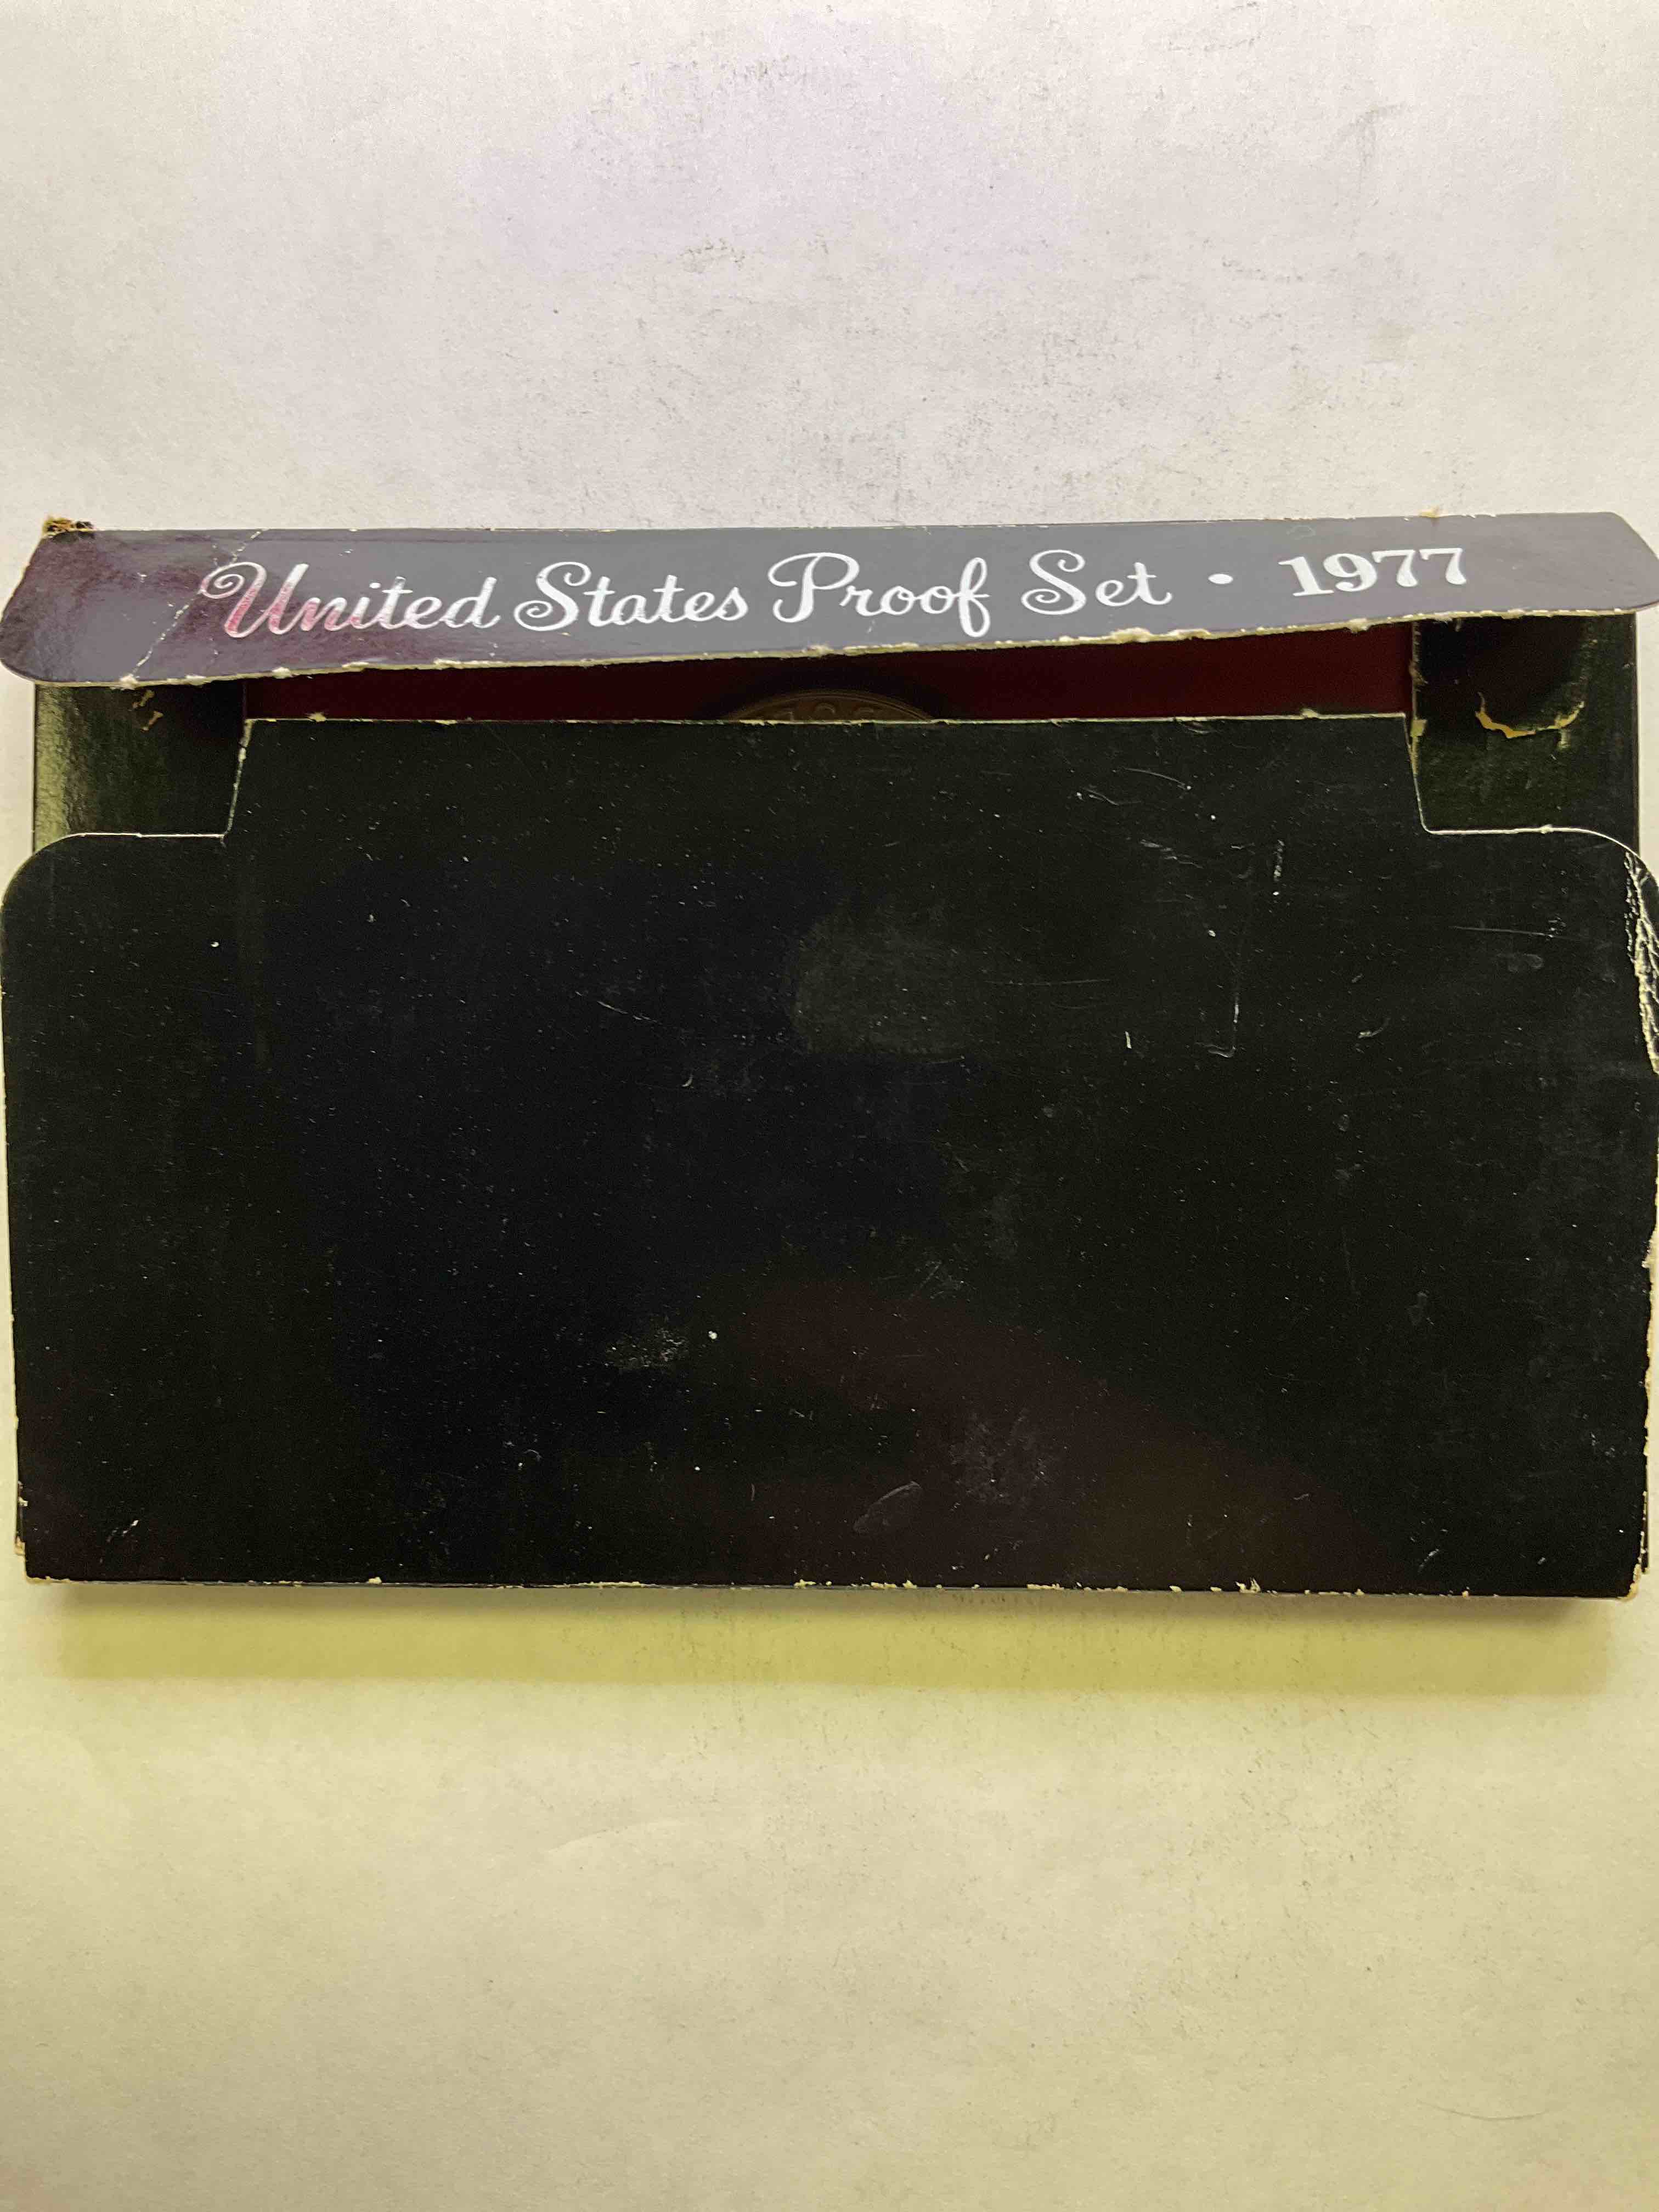 United States Proof Set • 1977